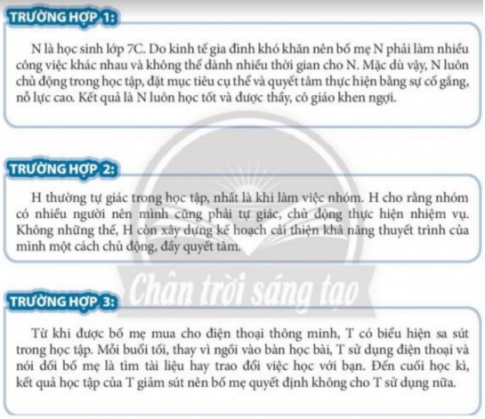 TRƯỜNG HỢP 1:
N là học sinh lớp 7C. Do kinh tế gia đình khó khăn nên bố mẹ N phải làm nhiều
công việc khác nhau và không thể dành nhiều thời gian cho N. Mặc dù vậy, N luôn
chủ động trong học tập, đặt mục tiêu cụ thể và quyết tâm thực hiện bằng sự cố gắng,
nỗ lực cao. Kết quả là N luôn học tốt và được thầy, cô giáo khen ngợi.
TRƯỜNG HỢP 2:
H thường tự giác trong học tập, nhất là khi làm việc nhóm. H cho rằng nhóm
có nhiều người nên mình cũng phải tự giác, chủ động thực hiện nhiệm vụ.
Không những thế, H còn xây dựng kế hoạch cải thiện khả năng thuyết trình của
mình một cách chủ động, đầy quyết tâm.
Chân trời sáng tạo
TRƯỜNG HỢP 3:
Từ khi được bố mẹ mua cho điện thoại thông minh, T có biểu hiện sa sút
trong học tập. Mỗi buổi tối, thay vì ngồi vào bàn học bài, T sử dụng điện thoại và
nói dối bố mẹ là tìm tài liệu hay trao đổi việc học với bạn. Đến cuối học kì,
kết quả học tập của T giảm sút nên bố mẹ quyết định không cho T sử dụng nữa.